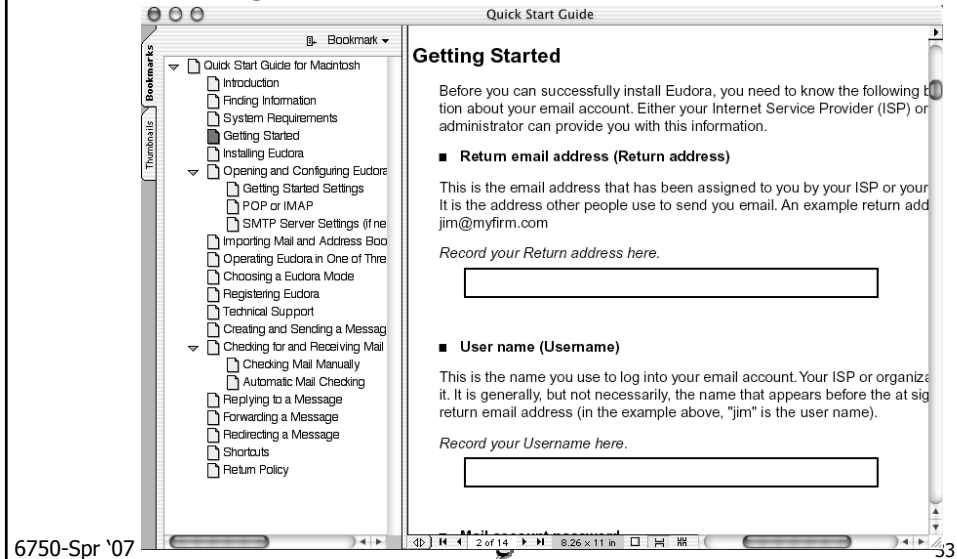 Quick Start Guide
Bookmark
Bookmarks
Thumbnails
Quick Start Guide for Macintosh
Introduction
Finding Information
System Requirements
Getting Started
Installing Eudora
Opening and Configuring Eudora
Getting Started Settings
POP or IMAP
SMTP Server Settings (if ne
Importing Mail and Address Boo
Operating Eudora in One of Thre
Choosing a Eudora Mode
Registering Eudora
Technical Support
Creating and Sending a Messag
Checking for and Receiving Mail
Checking Mail Manually
Automatic Mail Checking
Replying to a Message
Forwarding a Message
Redirecting a Message
Shortcuts
Return Policy
Getting Started
Before you can successfully install Eudora, you need to know the following b
tion about your email account. Either your Internet Service Provider (ISP) or
administrator can provide you with this information.
■ Return email address (Return address)
This is the email address that has been assigned to you by your ISP or your
It is the address other people use to send you email. An example return add
jim@myfirm.com
Record your Return address here.
■ User name (Username)
This is the name you use to log into your email account. Your ISP or organiza
it. It is generally, but not necessarily, the name that appears before the at sig
return email address (in the example above, "jim" is the user name).
Record your Username here.
■ Mail account password
2 of 14
8.26 x 11 in
6750-Spr ‘07
33